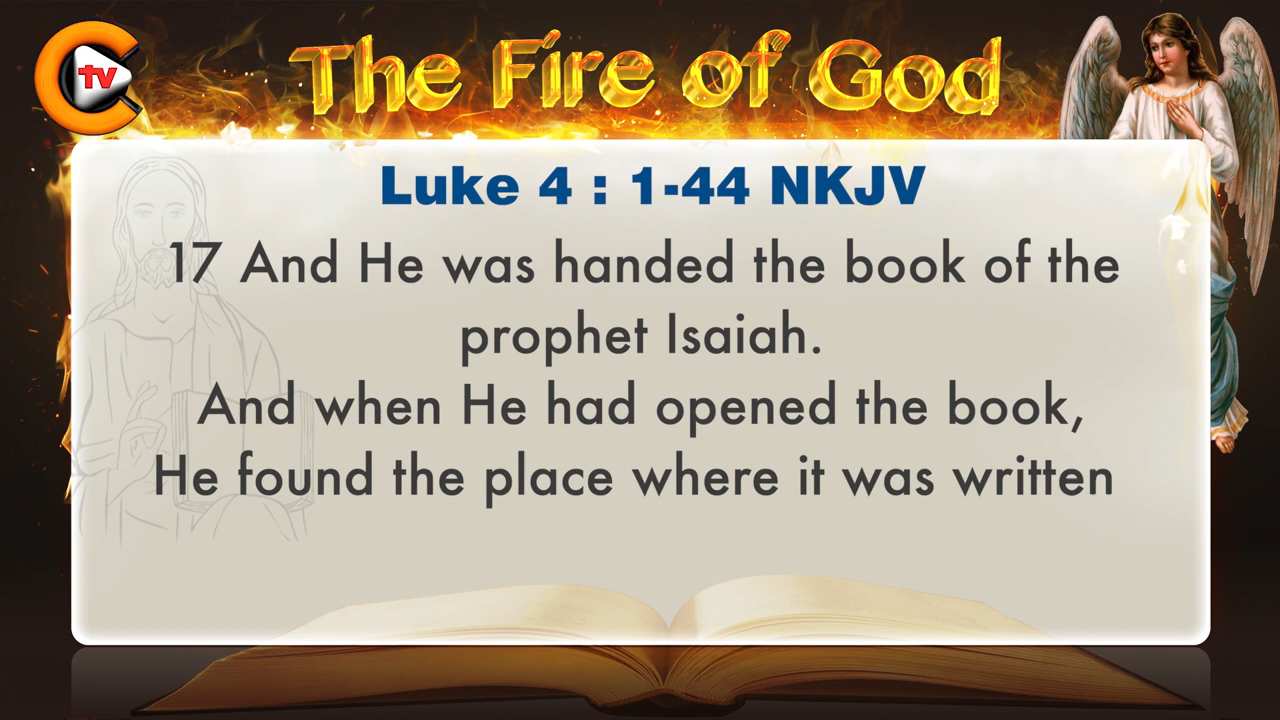 tv
The Fire of God
Luke 4 : 1-44 NKJV
17 And He was handed the book of the
prophet Isaiah.
And when He had opened the book,
He found the place where it was written